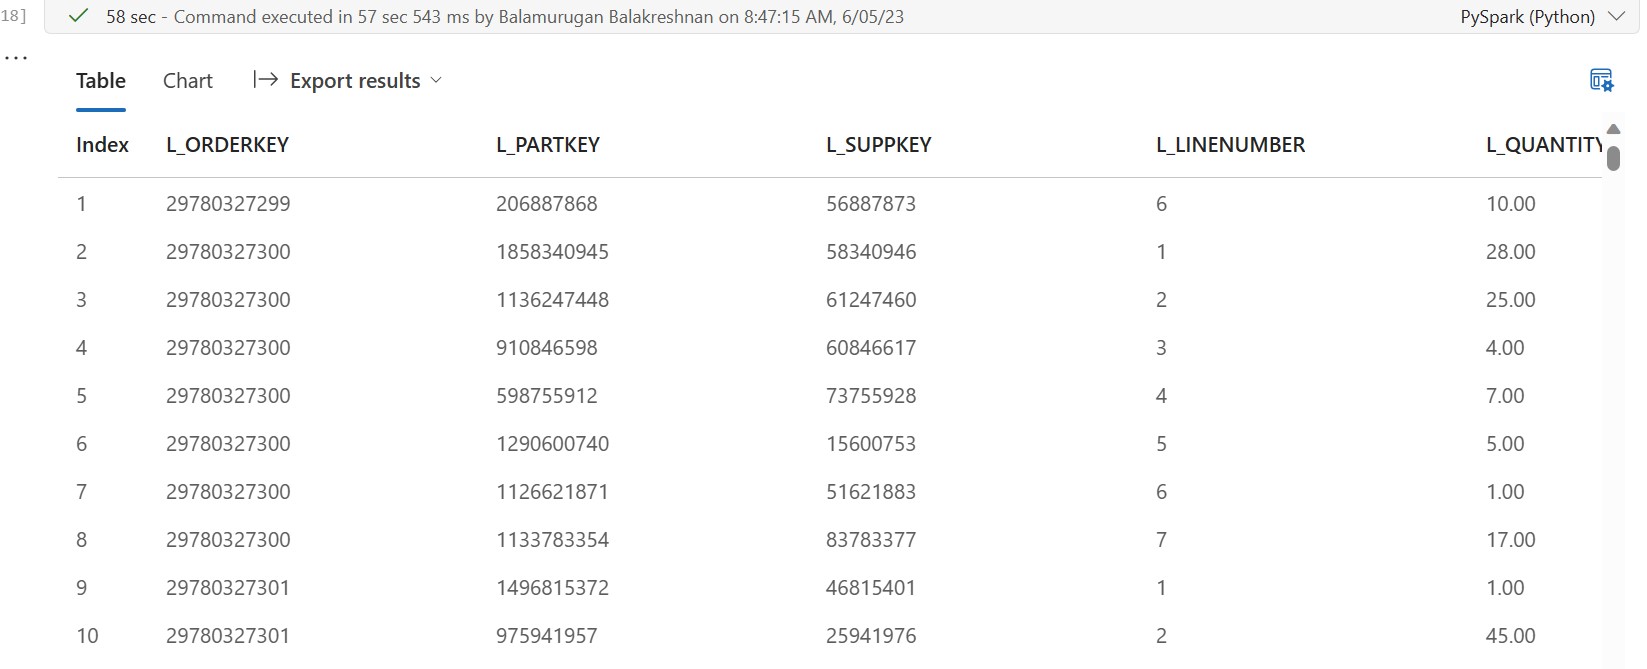 18] 58 sec - Command executed in 57 sec 543 ms by Balamurugan Balakreshnan on 8:47:15 AM, 6/05/23 PySpark (Python)
...
Table Chart Export results
Index L_ORDERKEY L_PARTKEY L_SUPPKEY L_LINENUMBER L_QUANTITY
1 29780327299 206887868 56887873 6 10.00
2 29780327300 1858340945 58340946 1 28.00
3 29780327300 1136247448 61247460 2 25.00
4 29780327300 910846598 60846617 3 4.00
5 29780327300 598755912 73755928 4 7.00
6 29780327300 1290600740 15600753 5 5.00
7 29780327300 1126621871 51621883 6 1.00
8 29780327300 1133783354 83783377 7 17.00
9 29780327301 1496815372 46815401 1 1.00
10 29780327301 975941957 25941976 2 45.00